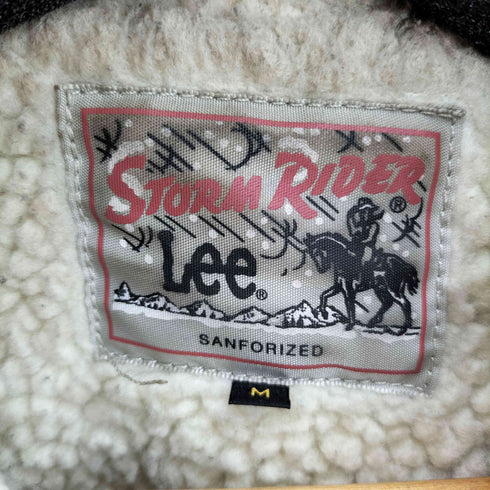 STORM RIDER®
Lee®
SANFORIZED
M